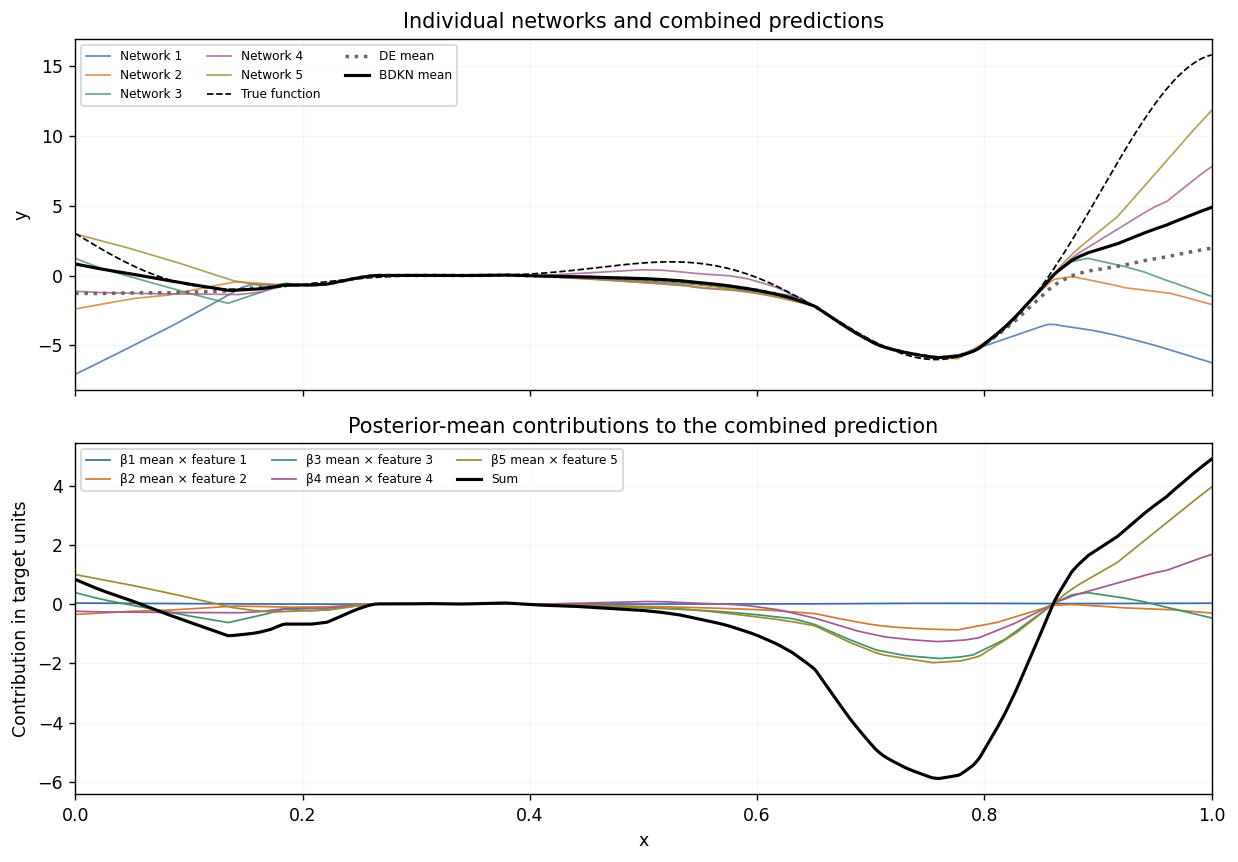 Individual networks and combined predictions
Network 1
Network 2
Network 3
Network 4
Network 5
True function
DE mean
BDKN mean
15
10
5
0
−5
y
Posterior-mean contributions to the combined prediction
β1 mean × feature 1
β2 mean × feature 2
β3 mean × feature 3
β4 mean × feature 4
β5 mean × feature 5
Sum
4
2
0
−2
−4
−6
Contribution in target units
0.0
0.2
0.4
0.6
0.8
1.0
x